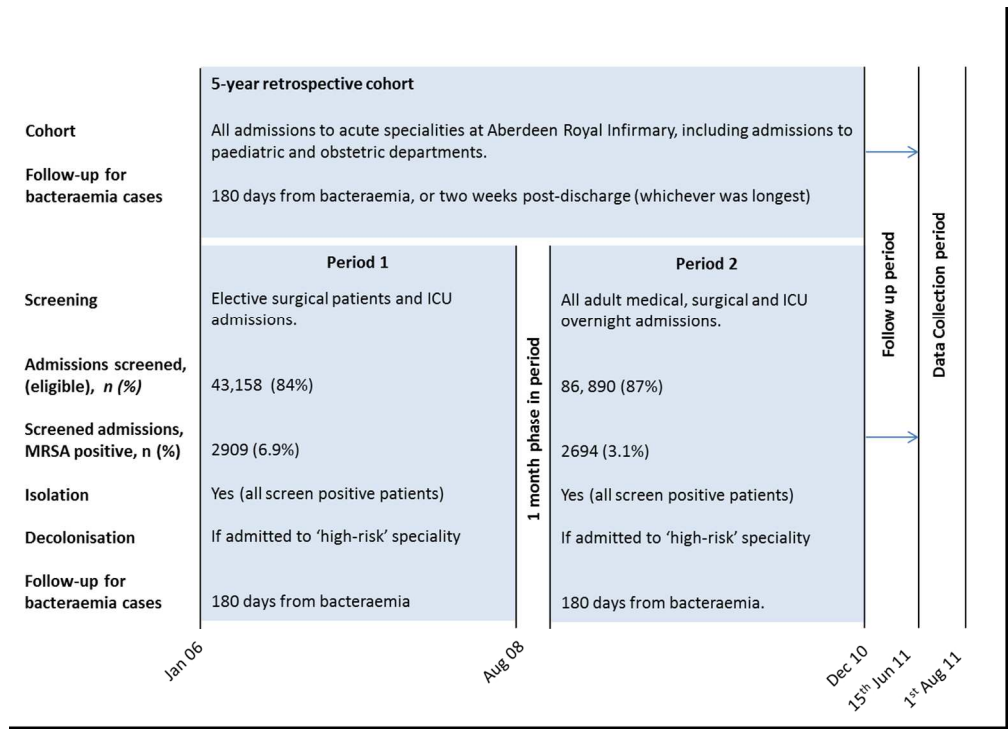 5-year retrospective cohort
Cohort
All admissions to acute specialities at Aberdeen Royal Infirmary, including admissions to
paediatric and obstetric departments.
Follow-up for
bacteraemia cases
180 days from bacteraemia, or two weeks post-discharge (whichever was longest)
Period 1
Period 2
Screening
Elective surgical patients and ICU
admissions.
All adult medical, surgical and ICU
overnight admissions.
Admissions screened,
(eligible), n (%)
43,158 (84%)
86, 890 (87%)
Screened admissions,
MRSA positive, n (%)
2909 (6.9%)
2694 (3.1%)
Isolation
Yes (all screen positive patients)
Yes (all screen positive patients)
Decolonisation
If admitted to ‘high-risk’ speciality
If admitted to ‘high-risk’ speciality
Follow-up for
bacteraemia cases
180 days from bacteraemia
180 days from bacteraemia.
1 month phase in period
Follow up period
Data Collection period
Jan 06
Aug 08
Dec 10
15th Jun 11
1st Aug 11